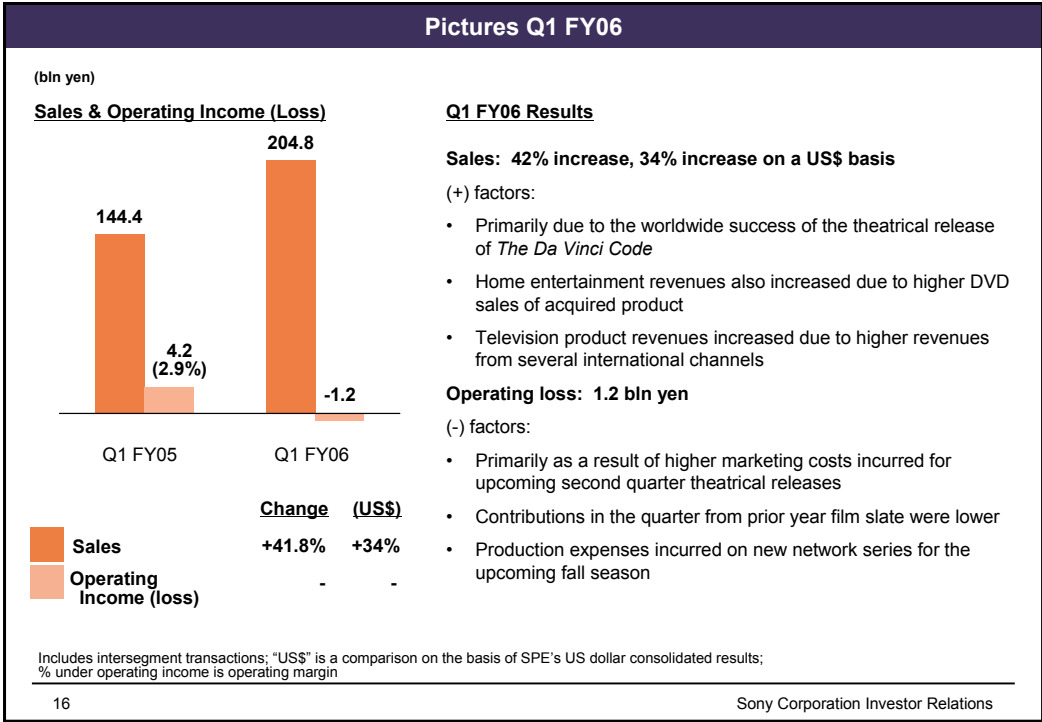 Pictures Q1 FY06
(bln yen)
Sales & Operating Income (Loss)
204.8
144.4
4.2
(2.9%)
-1.2
Q1 FY05 Q1 FY06
Change (US$)
Sales +41.8% +34%
Operating - -
Income (loss)
Q1 FY06 Results
Sales: 42% increase, 34% increase on a US$ basis
(+) factors:
• Primarily due to the worldwide success of the theatrical release
of The Da Vinci Code
• Home entertainment revenues also increased due to higher DVD
sales of acquired product
• Television product revenues increased due to higher revenues
from several international channels
Operating loss: 1.2 bln yen
(-) factors:
• Primarily as a result of higher marketing costs incurred for
upcoming second quarter theatrical releases
• Contributions in the quarter from prior year film slate were lower
• Production expenses incurred on new network series for the
upcoming fall season
Includes intersegment transactions; “US$” is a comparison on the basis of SPE’s US dollar consolidated results;
% under operating income is operating margin
16 Sony Corporation Investor Relations